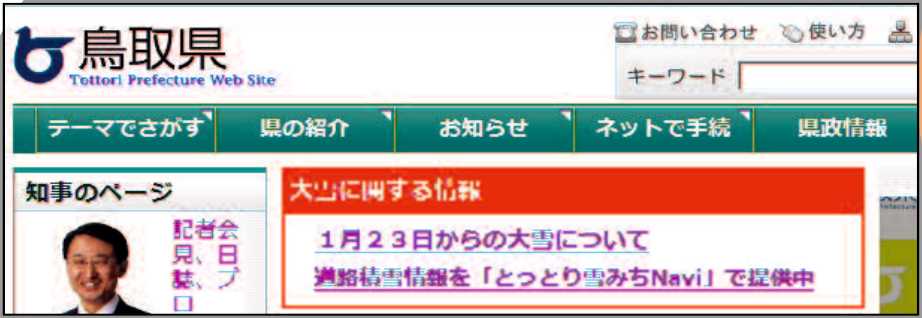 お問い合わせ 使い方
鳥取県
Tottori Prefecture Web Site
キーワード
テーマでさがす 県の紹介 お知らせ ネットで手続 県政情報
知事のページ
大雪に関する情報
記者会
見、日
誌、プ
ロ
1月23日からの大雪について
道路積雪情報を「とっとり雪みちNavi」で提供中